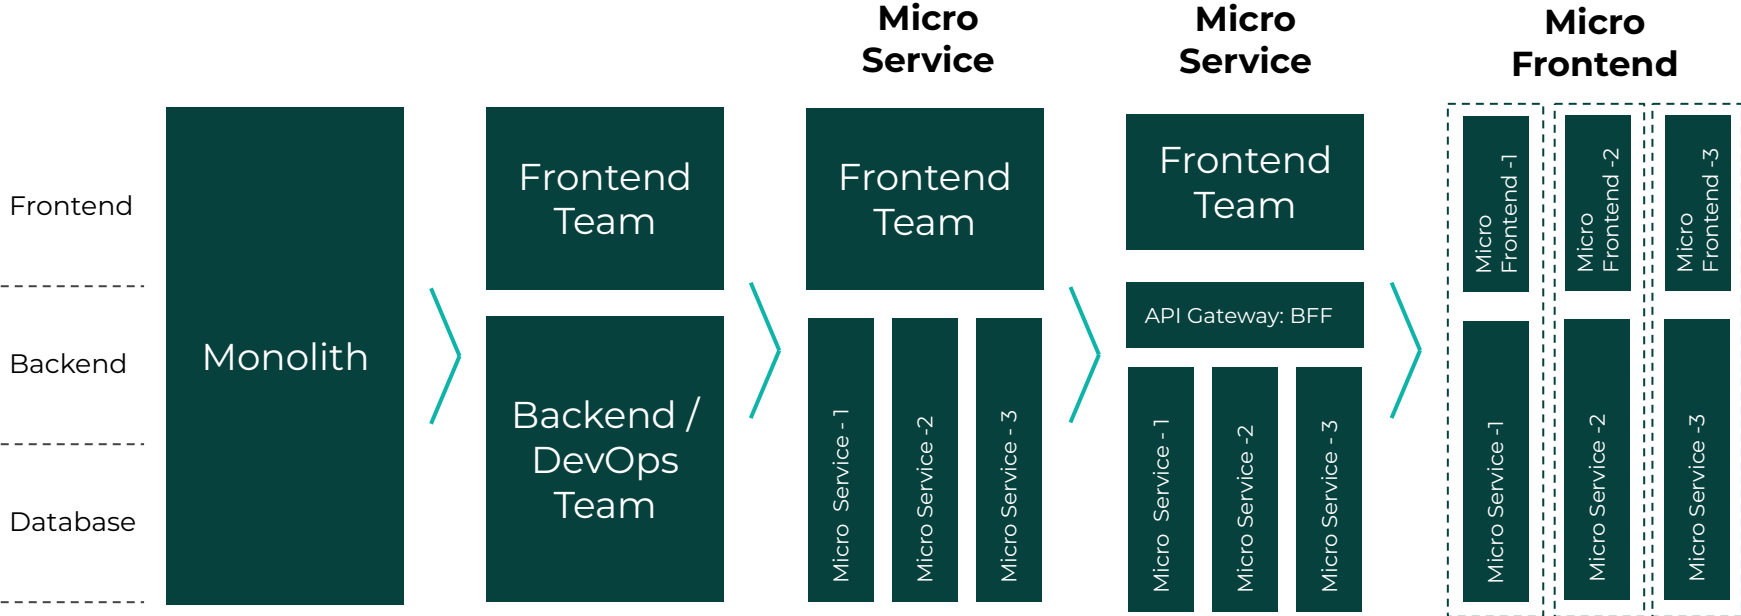 Micro
Service
Micro
Service
Micro
Frontend
Frontend
Backend
Database
Monolith
Frontend
Team
Backend /
DevOps
Team
Frontend
Team
Micro Service - 1
Micro Service -2
Micro Service - 3
Frontend
Team
API Gateway: BFF
Micro Service - 1
Micro Service -2
Micro Service - 3
Micro
Frontend -1
Micro
Frontend -2
Micro
Frontend -3
Micro Service -1
Micro Service -2
Micro Service -3